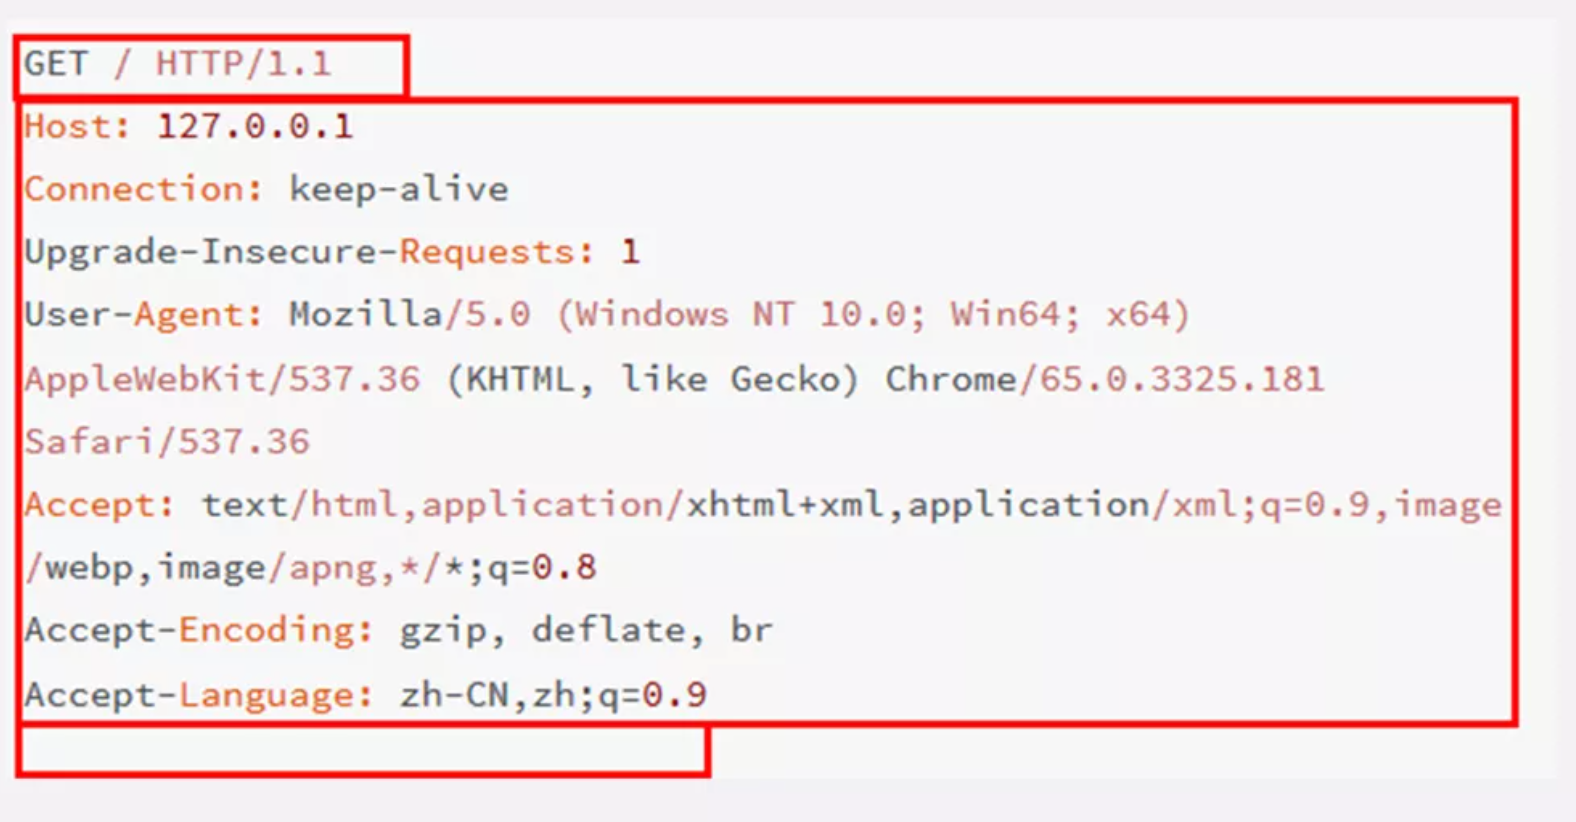 GET / HTTP/1.1
Host: 127.0.0.1
Connection: keep-alive
Upgrade-Insecure-Requests: 1
User-Agent: Mozilla/5.0 (Windows NT 10.0; Win64; x64)
AppleWebKit/537.36 (KHTML, like Gecko) Chrome/65.0.3325.181
Safari/537.36
Accept: text/html,application/xhtml+xml,application/xml;q=0.9,image
/webp,image/apng,*/*;q=0.8
Accept-Encoding: gzip, deflate, br
Accept-Language: zh-CN,zh;q=0.9